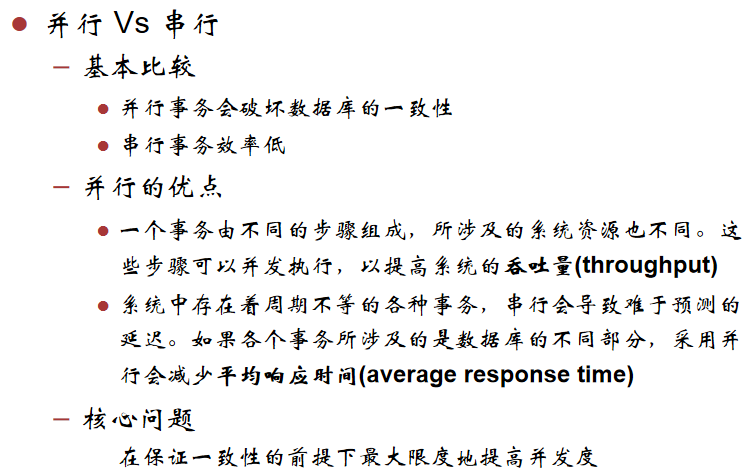 ● 并行 Vs 串行
– 基本比较
● 并行事务会破坏数据库的一致性
● 串行事务效率低
– 并行的优点
● 一个事务由不同的步骤组成，所涉及的系统资源也不同。这
些步骤可以并发执行，以提高系统的吞吐量(throughput)
● 系统中存在着周期不等的各种事务，串行会导致难于预测的
延迟。如果各个事务所涉及的是数据库的不同部分，采用并
行会减少平均响应时间(average response time)
– 核心问题
在保证一致性的前提下最大限度地提高并发度